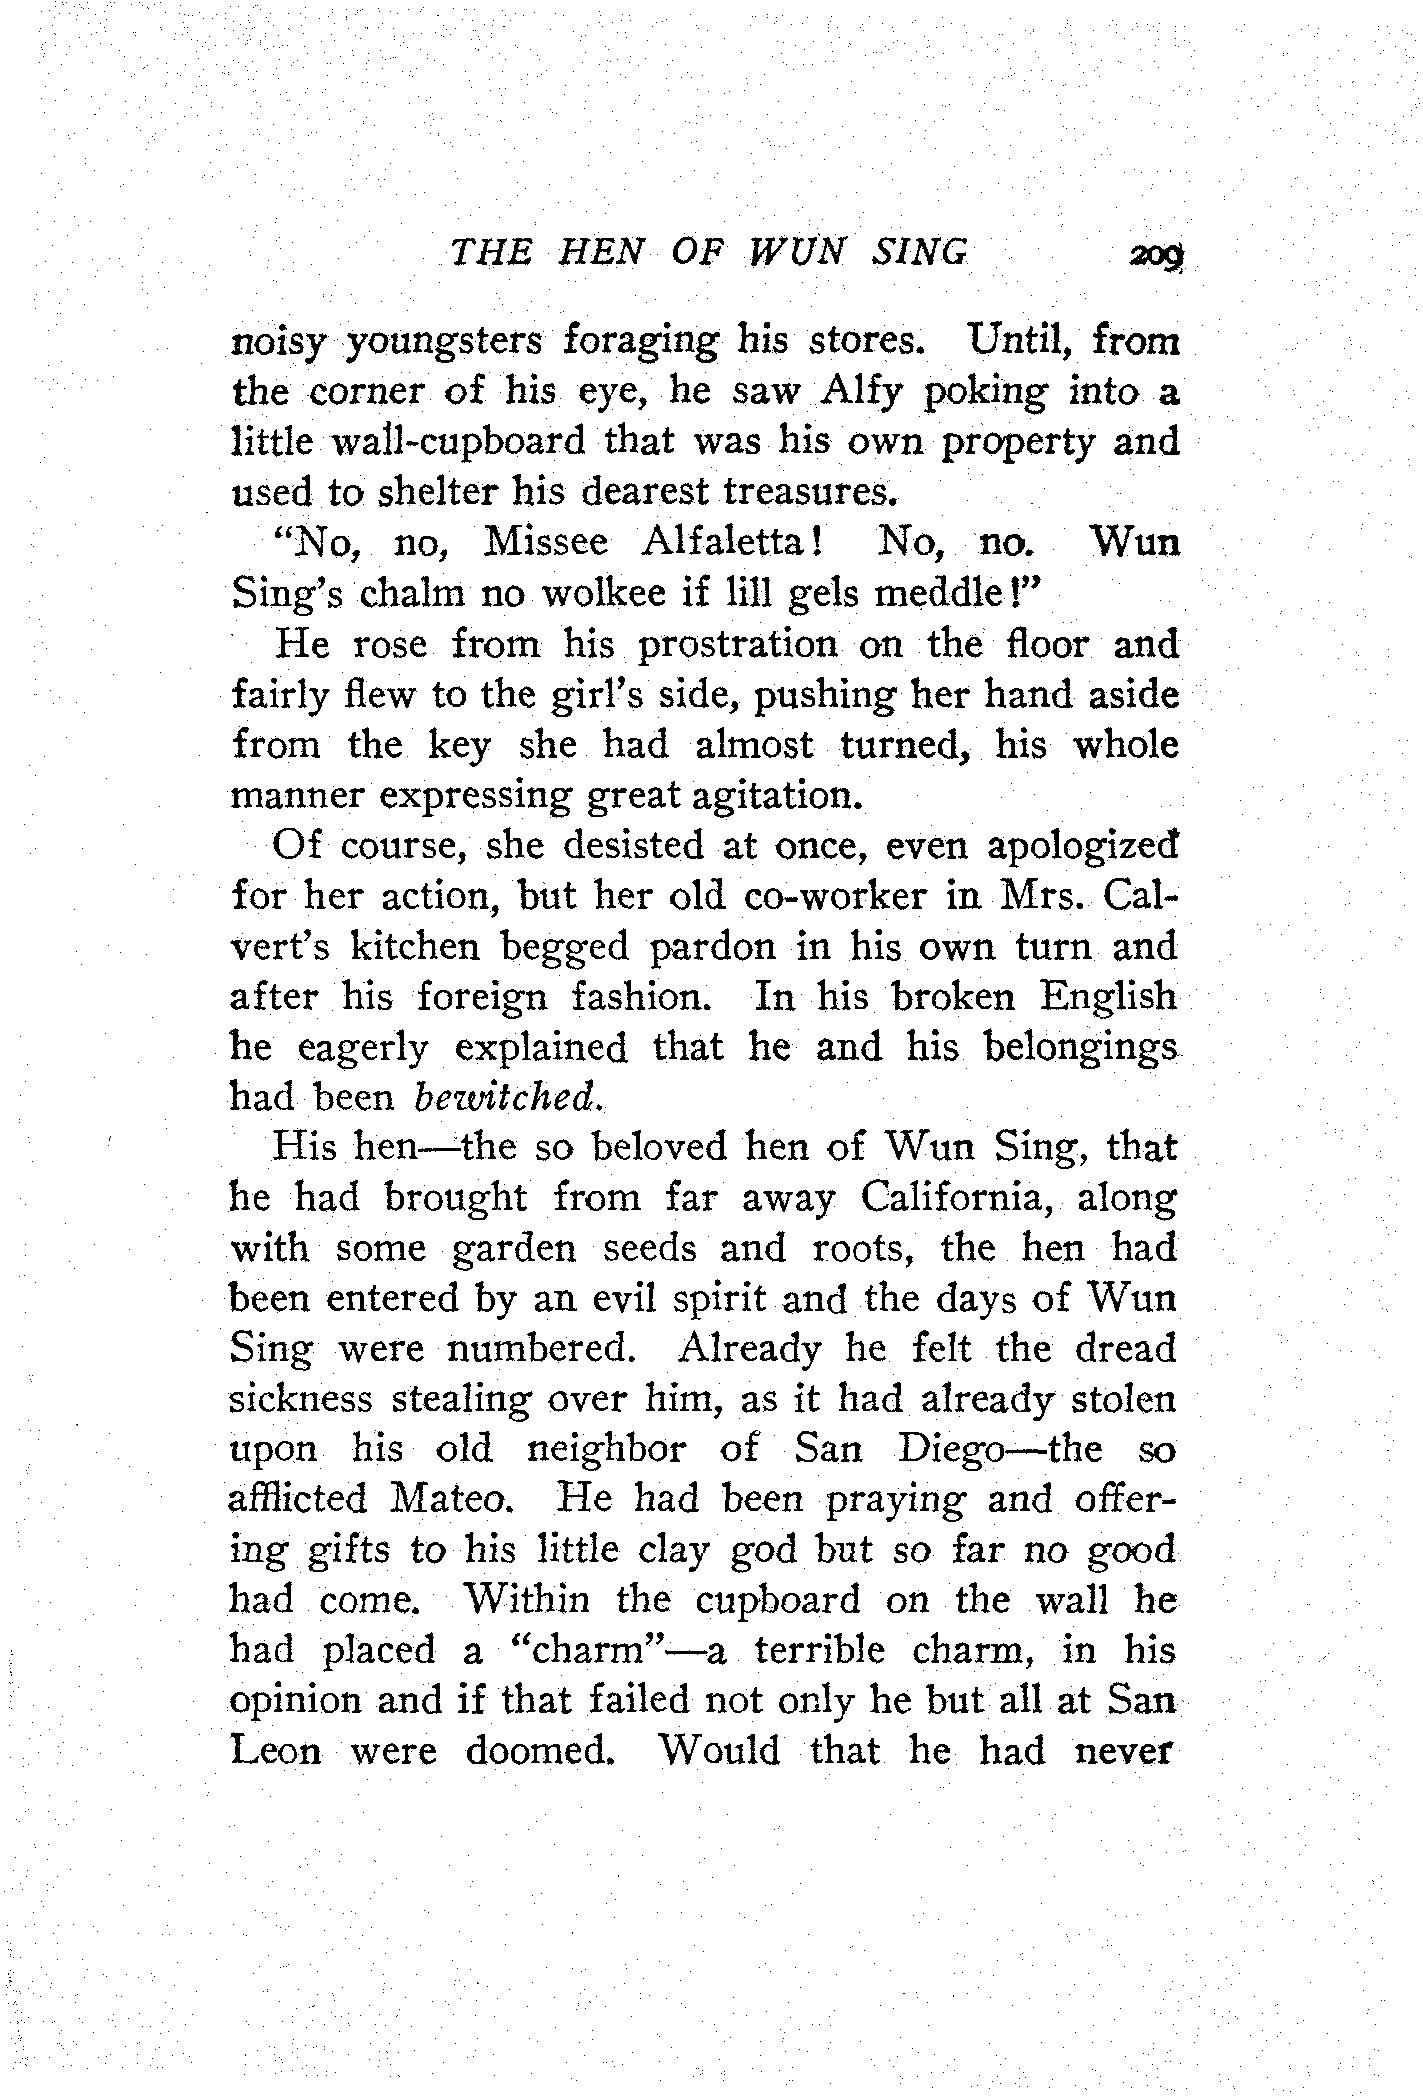 THE HEN OF WUN SING 209
noisy youngsters foraging his stores. Until, from
the corner of his eye, he saw Alfy poking into a
little wall-cupboard that was his own property and
used to shelter his dearest treasures.
"No, no, Missee Alfaletta! No, no. Wun
Sing's chalm no wolkee if lill gels meddle!"
He rose from his prostration on the floor and
fairly flew to the girl's side, pushing her hand aside
from the key she had almost turned, his whole
manner expressing great agitation.
Of course, she desisted at once, even apologized
for her action, but her old co-worker in Mrs. Cal-
vert's kitchen begged pardon in his own turn and
after his foreign fashion. In his broken English
he eagerly explained that he and his belongings
had been bewitched.
His hen—the so beloved hen of Wun Sing, that
he had brought from far away California, along
with some garden seeds and roots, the hen had
been entered by an evil spirit and the days of Wun
Sing were numbered. Already he felt the dread
sickness stealing over him, as it had already stolen
upon his old neighbor of San Diego—the so
afflicted Mateo. He had been praying and offer-
ing gifts to his little clay god but so far no good
had come. Within the cupboard on the wall he
had placed a "charm"—a terrible charm, in his
opinion and if that failed not only he but all at San
Leon were doomed. Would that he had never